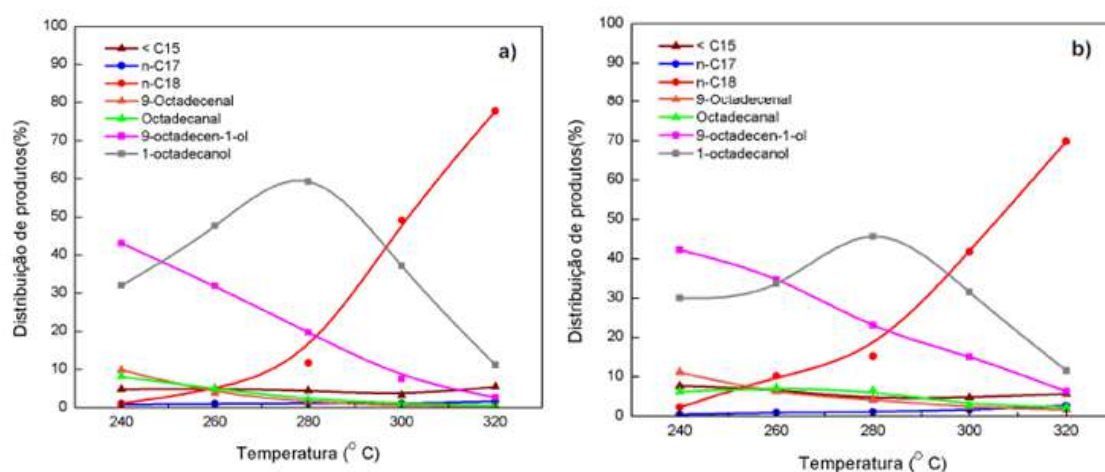 100
90
80
70
60
50
40
30
20
10
0
Distribuição de produtos(%)
a)
< C15
n-C17
n-C18
9-Octadecenal
Octadecanal
9-octadecen-1-ol
1-octadecanol
240 260 280 300 320
Temperatura (° C)
100
90
80
70
60
50
40
30
20
10
0
Distribuição de produtos(%)
b)
< C15
n-C17
n-C18
9-Octadecenal
Octadecanal
9-octadecen-1-ol
1-octadecanol
240 260 280 300 320
Temperatura (° C)